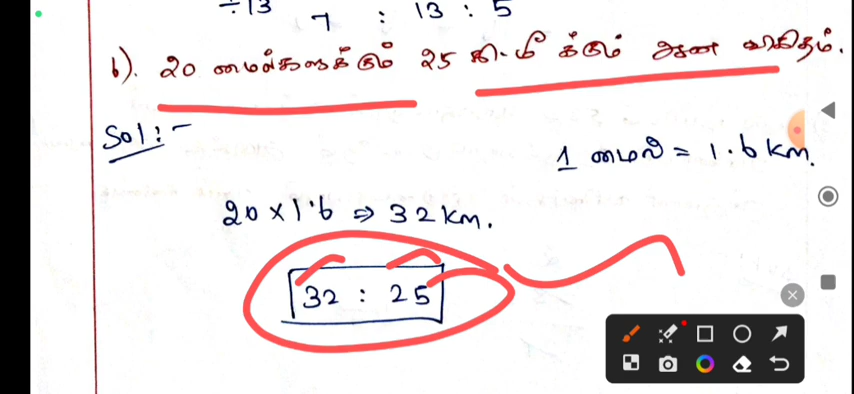 ÷13 7 : 13 : 5
b). 20 மைல்களுக்கும் 25 கி.மீ க்கும் ஆன விகிதம்.
Sol :-
1 மைல் = 1.6 km.
20 x 1.6 ⇒ 32 km.
32 : 25